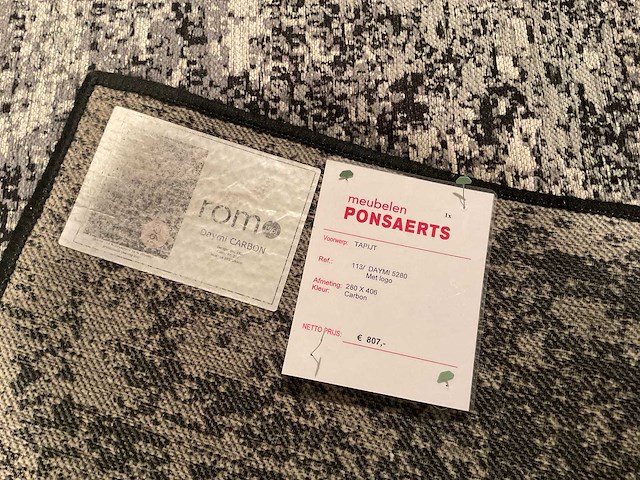 romo
Daymi CARBON
meubelen
1x
PONSAERTS
Voorwerp: TAPIJT
Ref.: 113/ DAYMI 5280
Met logo
Afmeting: 280 X 406
Kleur: Carbon
NETTO PRIJS: € 807,-